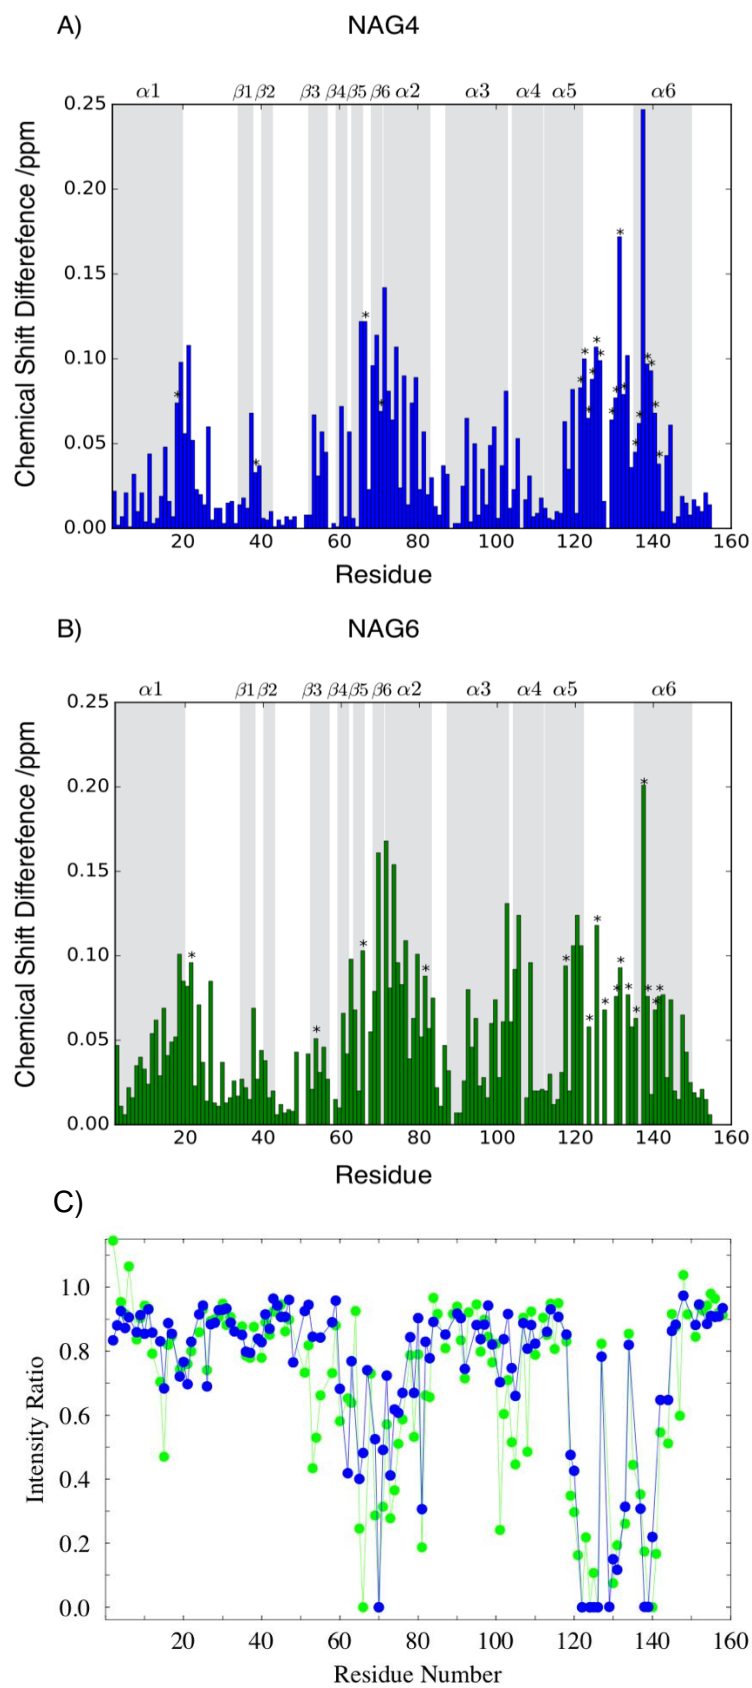 A) NAG4
α1 β1 β2 β3 β4 β5 β6 α2 α3 α4 α5 α6
0.25
0.20
0.15
0.10
0.05
0.00
Chemical Shift Differefence /ppm
20 40 60 80 100 120 140 160
Residue
B) NAG6
α1 β1 β2 β3 β4 β5 β6 α2 α3 α4 α5 α6
0.25
0.20
0.15
0.10
0.05
0.00
Chemical Shift Differefence /ppm
20 40 60 80 100 120 140 160
Residue
C)
1.0
0.8
0.6
0.4
0.2
0.0
Intensity Ratio
20 40 60 80 100 120 140 160
Residue Number